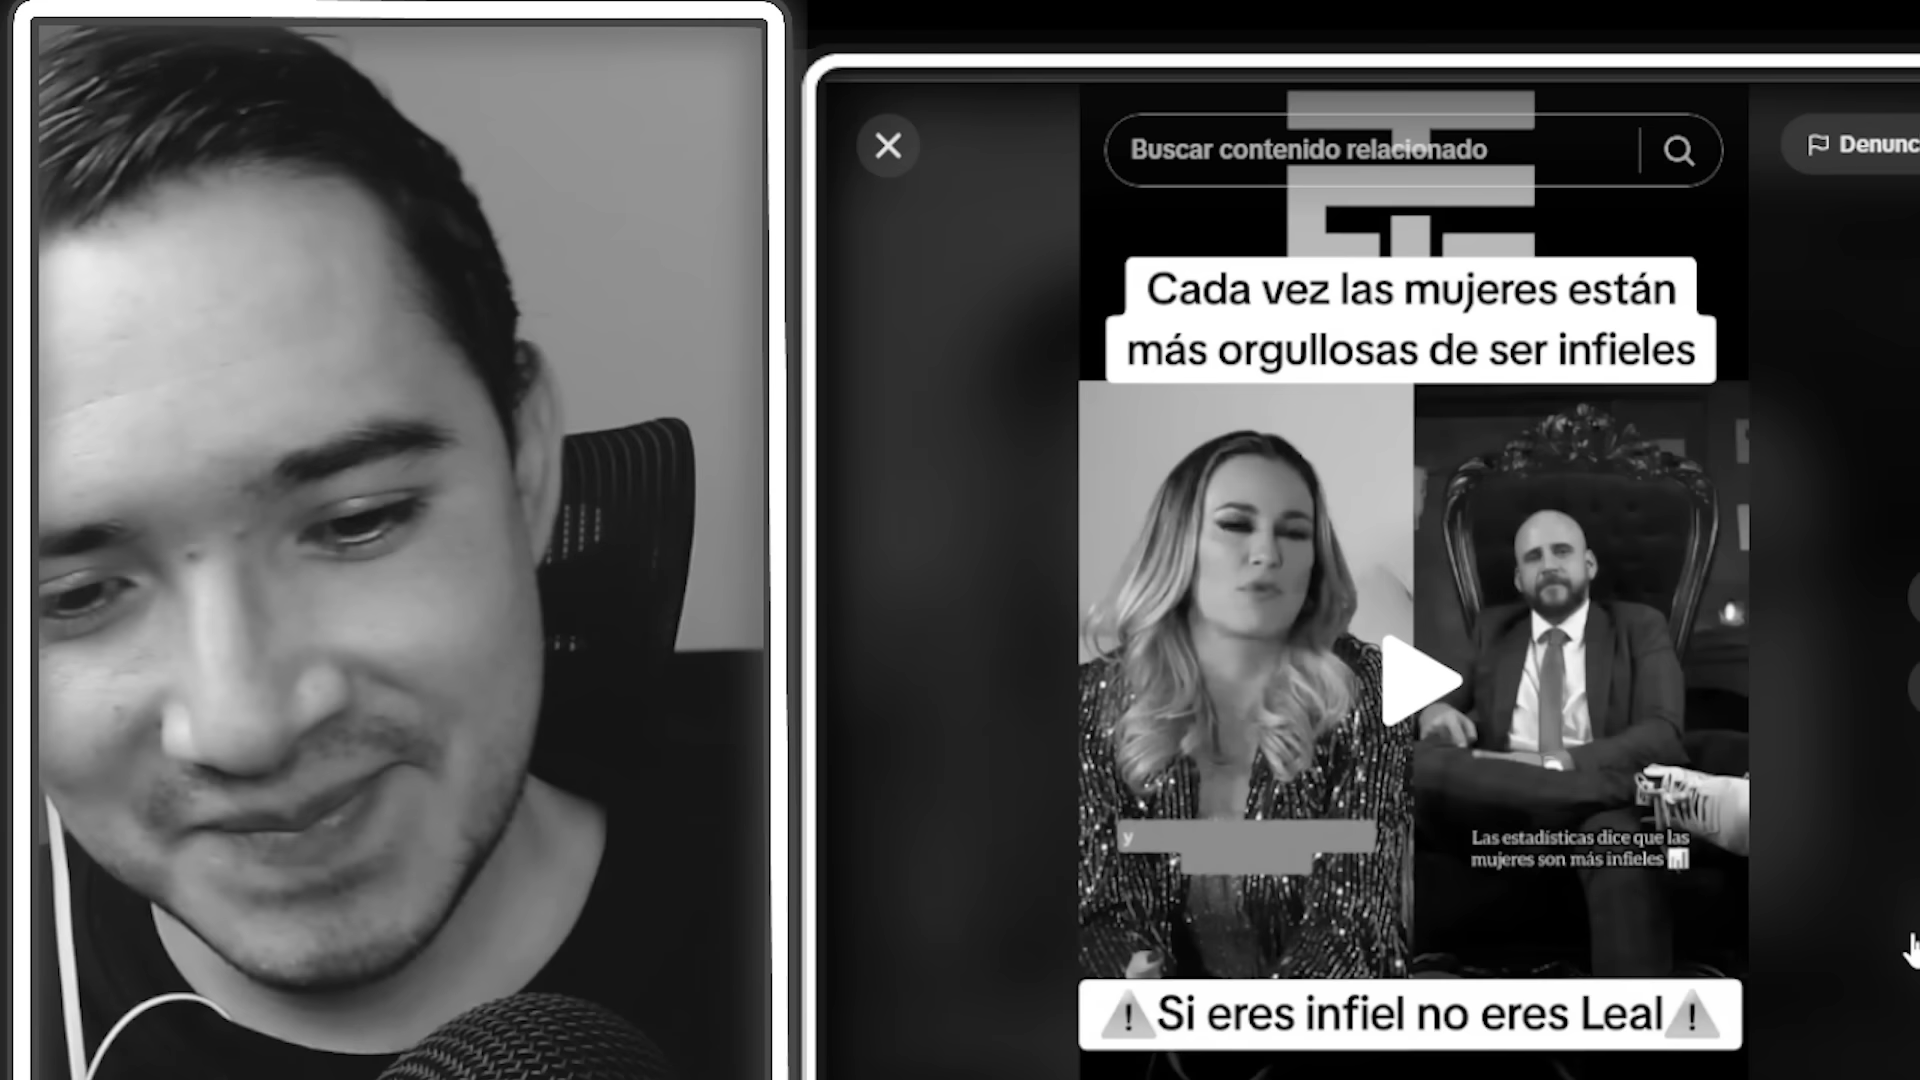 Buscar contenido relacionado
Denunc
Cada vez las mujeres están
más orgullosas de ser infieles
y
Las estadísticas dice que las
mujeres son más infieles
Si eres infiel no eres Leal